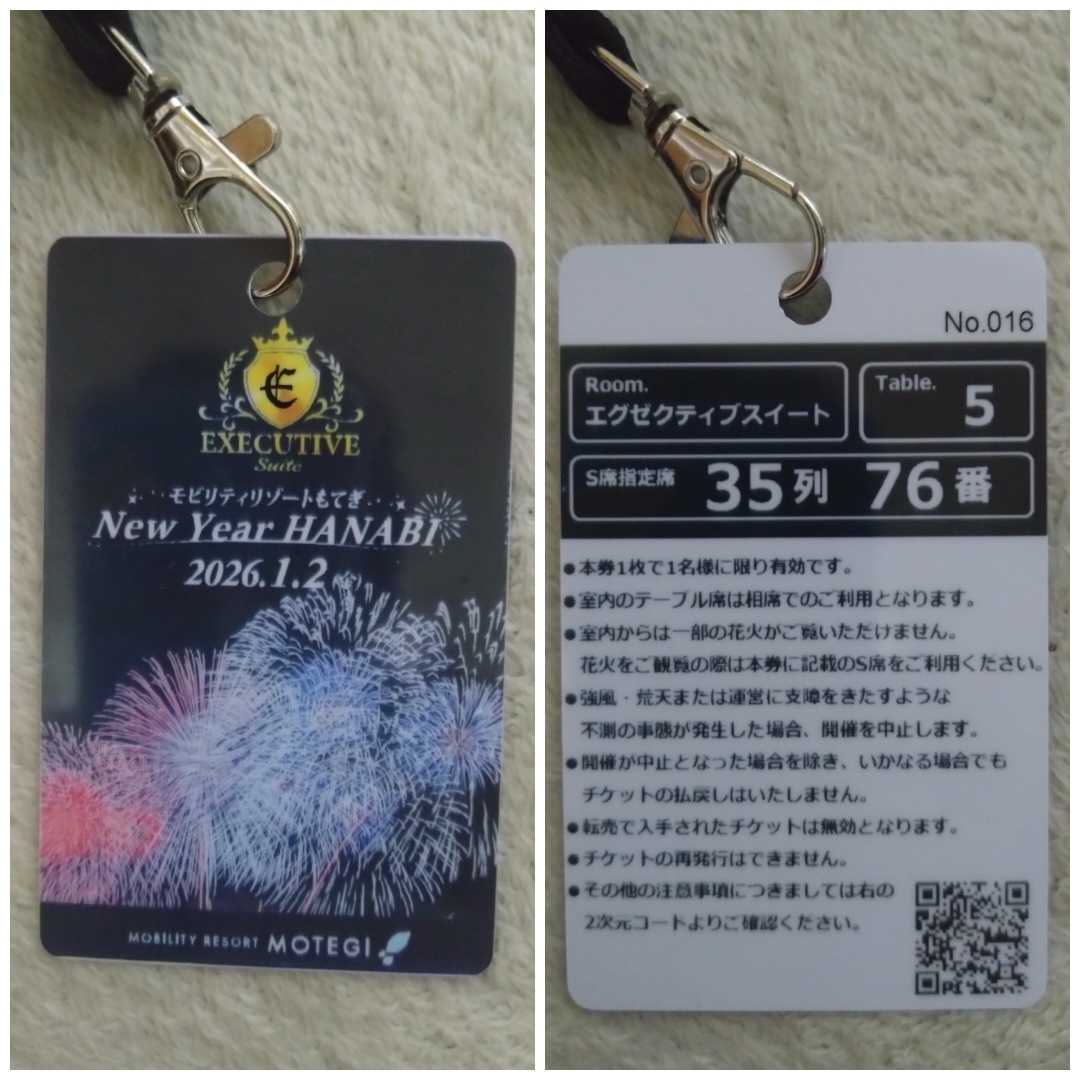 E
EXECUTIVE
Suite
モビリティリゾートもてぎ
New Year HANABI
2026.1.2(金)
MOBILITY RESORT MOTEGI
No.016
Room.
エグゼクティブスイート
Table.
5
S席指定席 35列 76番
●本券1枚で1名様に限り有効です。
●室内のテーブル席は相席でのご利用となります。
●室内からは一部の花火がご覧いただけません。
花火をご観覧の際は本券に記載のS席をご利用ください。
●強風・荒天または運営に支障をきたすような
不測の事態が発生した場合、開催を中止します。
●開催が中止となった場合を除き、いかなる場合でも
チケットの払戻しはいたしません。
●転売で入手されたチケットは無効となります。
●チケットの再発行はできません。
●その他の注意事項につきましては右の
2次元コードよりご確認ください。